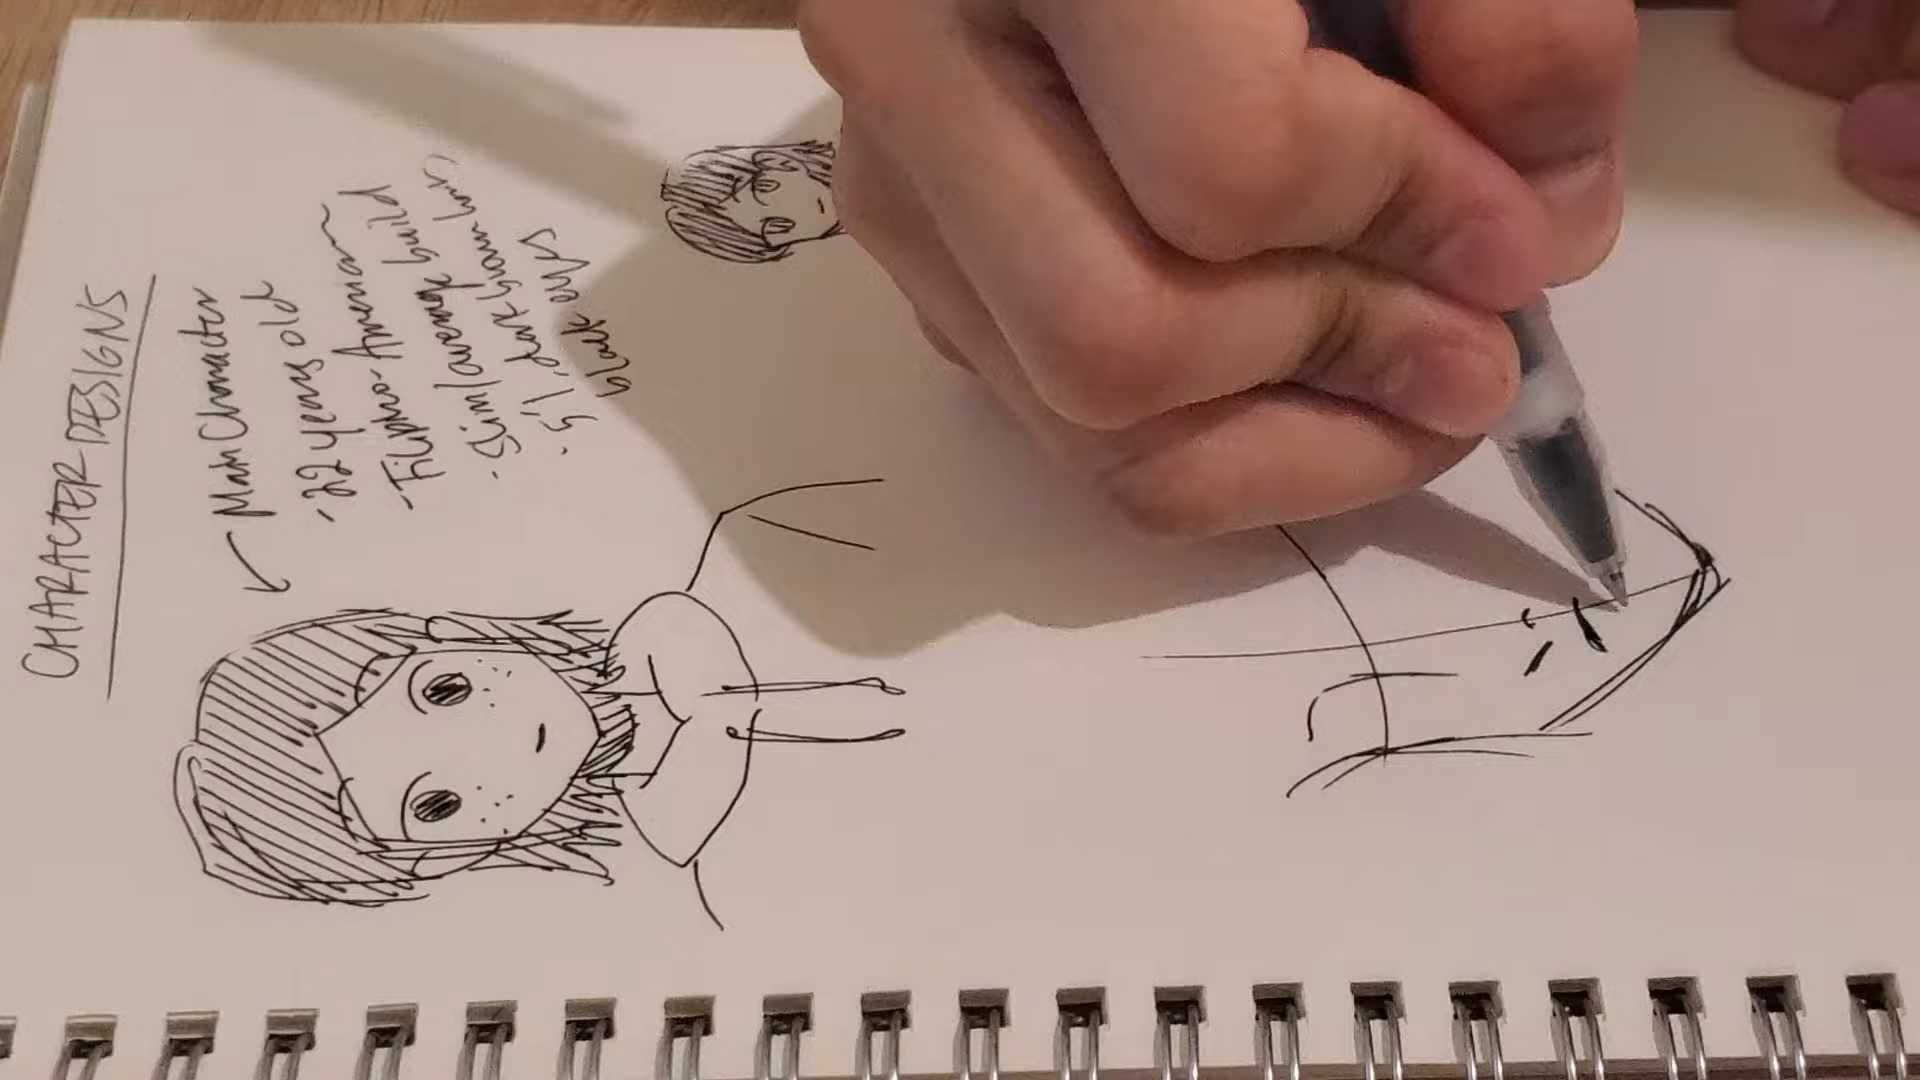 CHARACTER DESIGNS
Main Character
- 22 years old
- Filipino-American
- Slim/average build
- 5'1", dark brown hair,
black eyes